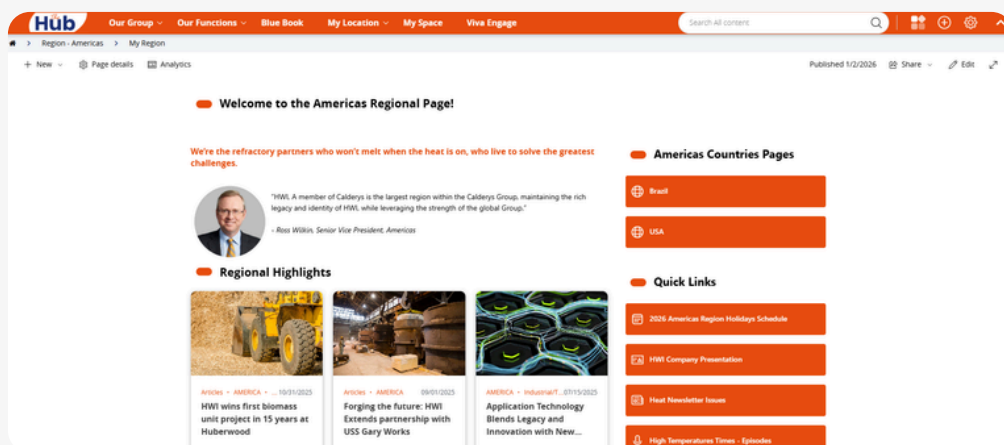 Hub
Our Group
Our Functions
Blue Book
My Location
My Space
Viva Engage
Search All content
Region - Americas > My Region
+ New
Page details
Analytics
Published 1/2/2026
Share
Edit
Welcome to the Americas Regional Page!
We're the refractory partners who won't melt when the heat is on, who live to solve the greatest
challenges.
"HWI, A member of Calderys is the largest region within the Calderys Group, maintaining the rich
legacy and identity of HWI, while leveraging the strength of the global Group."
- Ross Wilkin, Senior Vice President, Americas
Regional Highlights
Articles • AMERICA • ... 10/31/2025
HWI wins first biomass
unit project in 15 years at
Huberwood
Articles • AMERICA 09/01/2025
Forging the future: HWI
Extends partnership with
USS Gary Works
AMERICA • Industrial/T... 07/15/2025
Application Technology
Blends Legacy and
Innovation with New...
Americas Countries Pages
Brazil
USA
Quick Links
2026 Americas Region Holidays Schedule
HWI Company Presentation
Heat Newsletter Issues
High Temperatures Times - Episodes